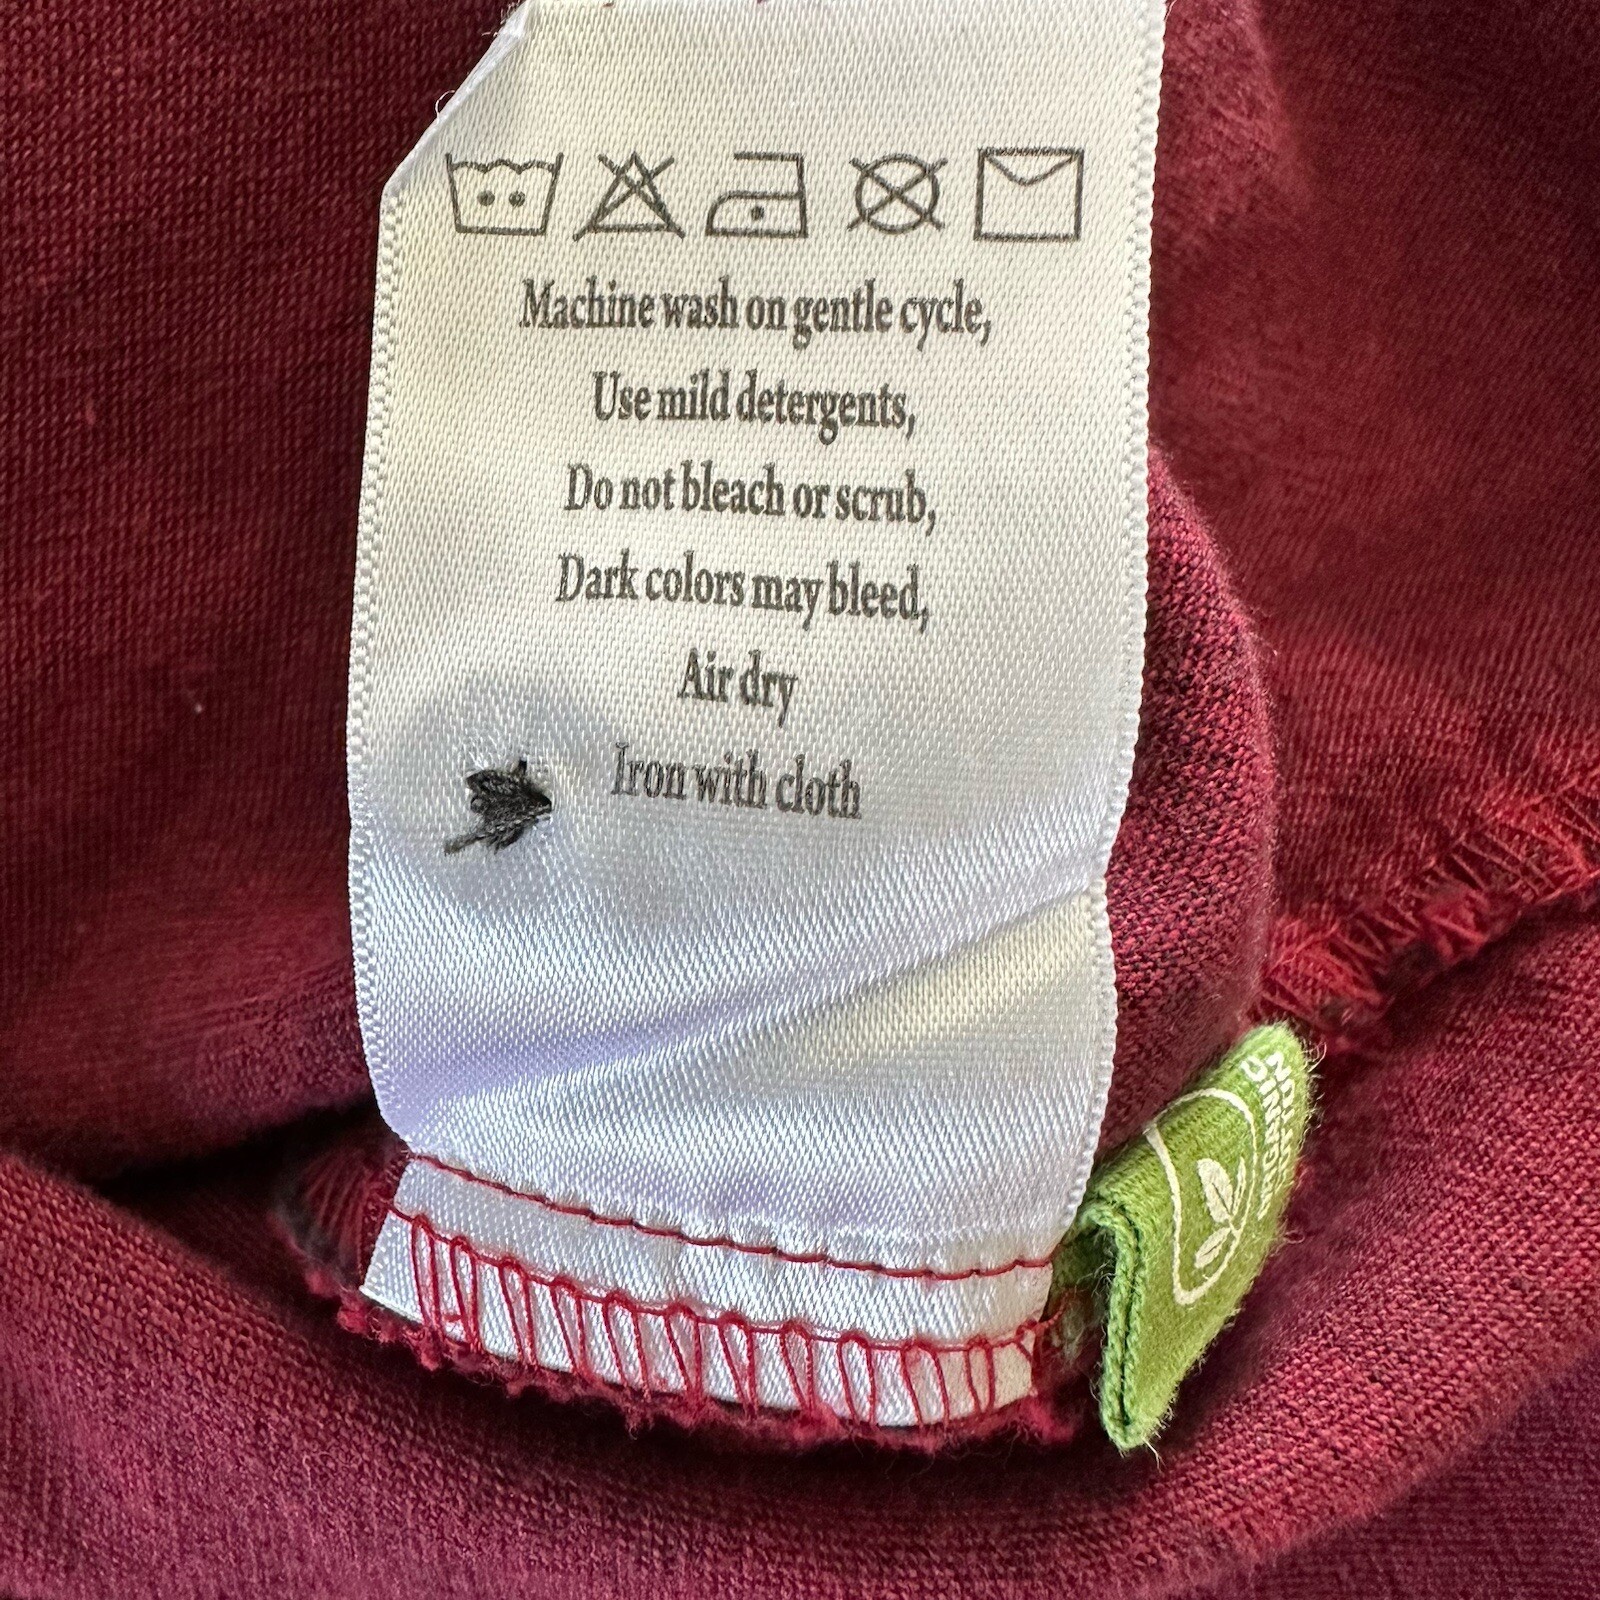 Machine wash on gentle cycle,
Use mild detergents,
Do not bleach or scrub,
Dark colors may bleed,
Air dry
Iron with cloth